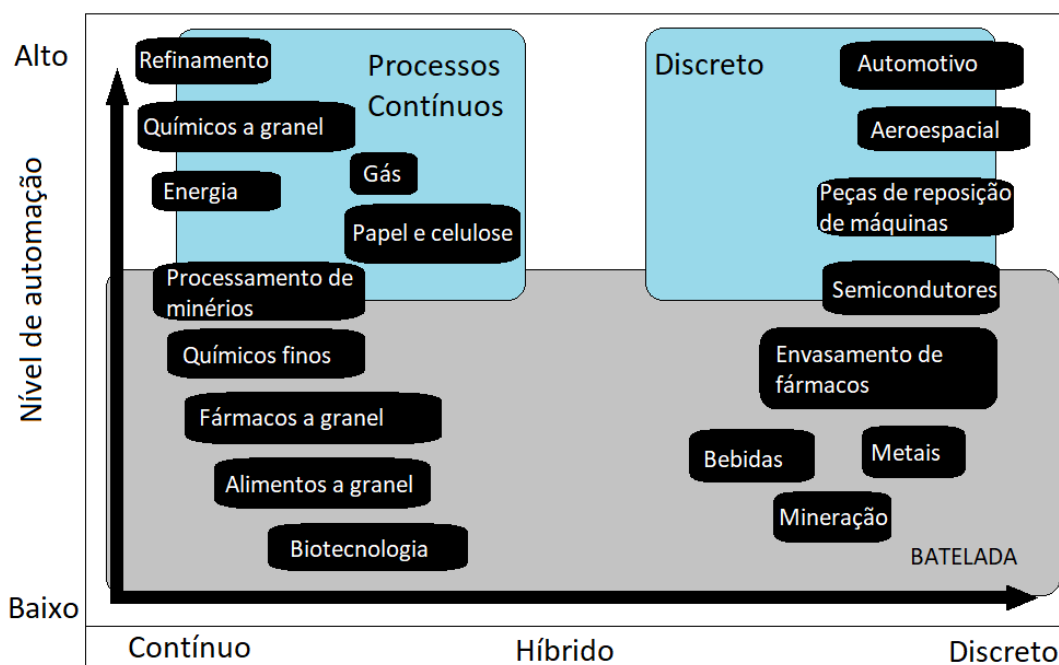 Alto
Nível de automação
Baixo
Refinamento
Processos
Contínuos
Químicos a granel
Gás
Energia
Papel e celulose
Processamento de
minérios
Químicos finos
Fármacos a granel
Alimentos a granel
Biotecnologia
Discreto
Automotivo
Aeroespacial
Peças de reposição
de máquinas
Semicondutores
Envasamento de
fármacos
Bebidas
Metais
Mineração
BATELADA
Contínuo
Híbrido
Discreto